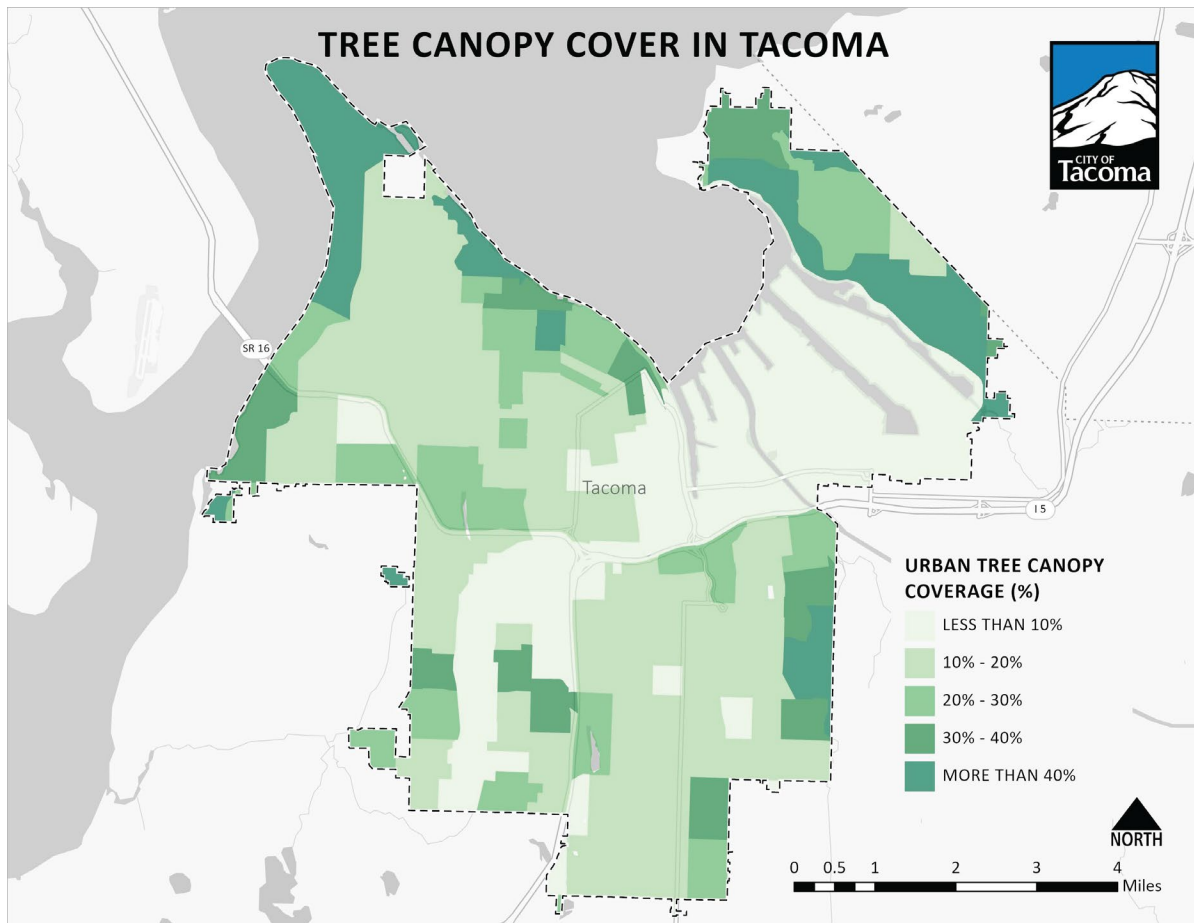 TREE CANOPY COVER IN TACOMA
CITY OF
Tacoma
SR 16
Tacoma
I 5
URBAN TREE CANOPY
COVERAGE (%)
LESS THAN 10%
10% - 20%
20% - 30%
30% - 40%
MORE THAN 40%
NORTH
0 0.5 1 2 3 4
Miles